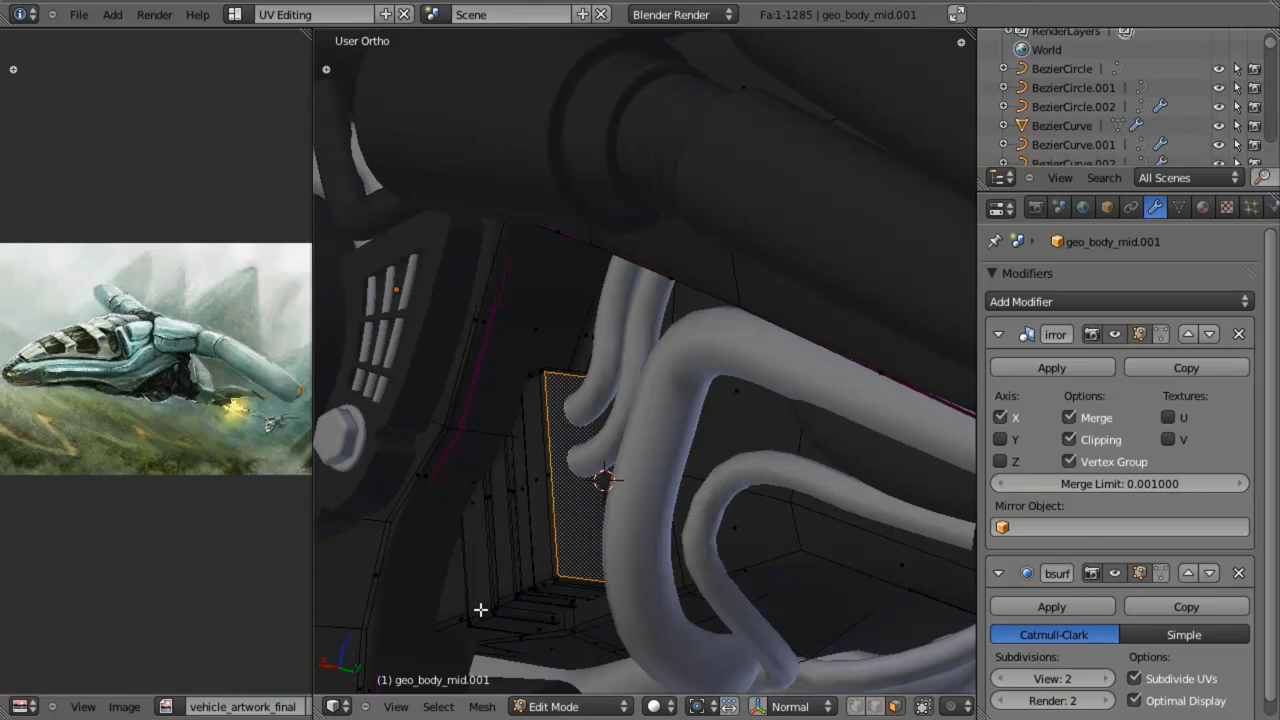 File Add Render Help UV Editing Scene Blender Render Fa:1-1285 | geo_body_mid.001
User Ortho
RenderLayers
World
BezierCircle
BezierCircle.001
BezierCircle.002
BezierCurve
BezierCurve.001
BezierCurve.002
View Search All Scenes
geo_body_mid.001
Modifiers
Add Modifier
irror
Apply Copy
Axis: Options: Textures:
X Merge U
Y Clipping V
Z Vertex Group
Merge Limit: 0.001000
Mirror Object:
bsurf
Apply Copy
Catmull-Clark Simple
Subdivisions: Options:
View: 2 Subdivide UVs
Render: 2 Optimal Display
(1) geo_body_mid.001
View Image vehicle_artwork_final View Select Mesh Edit Mode Normal